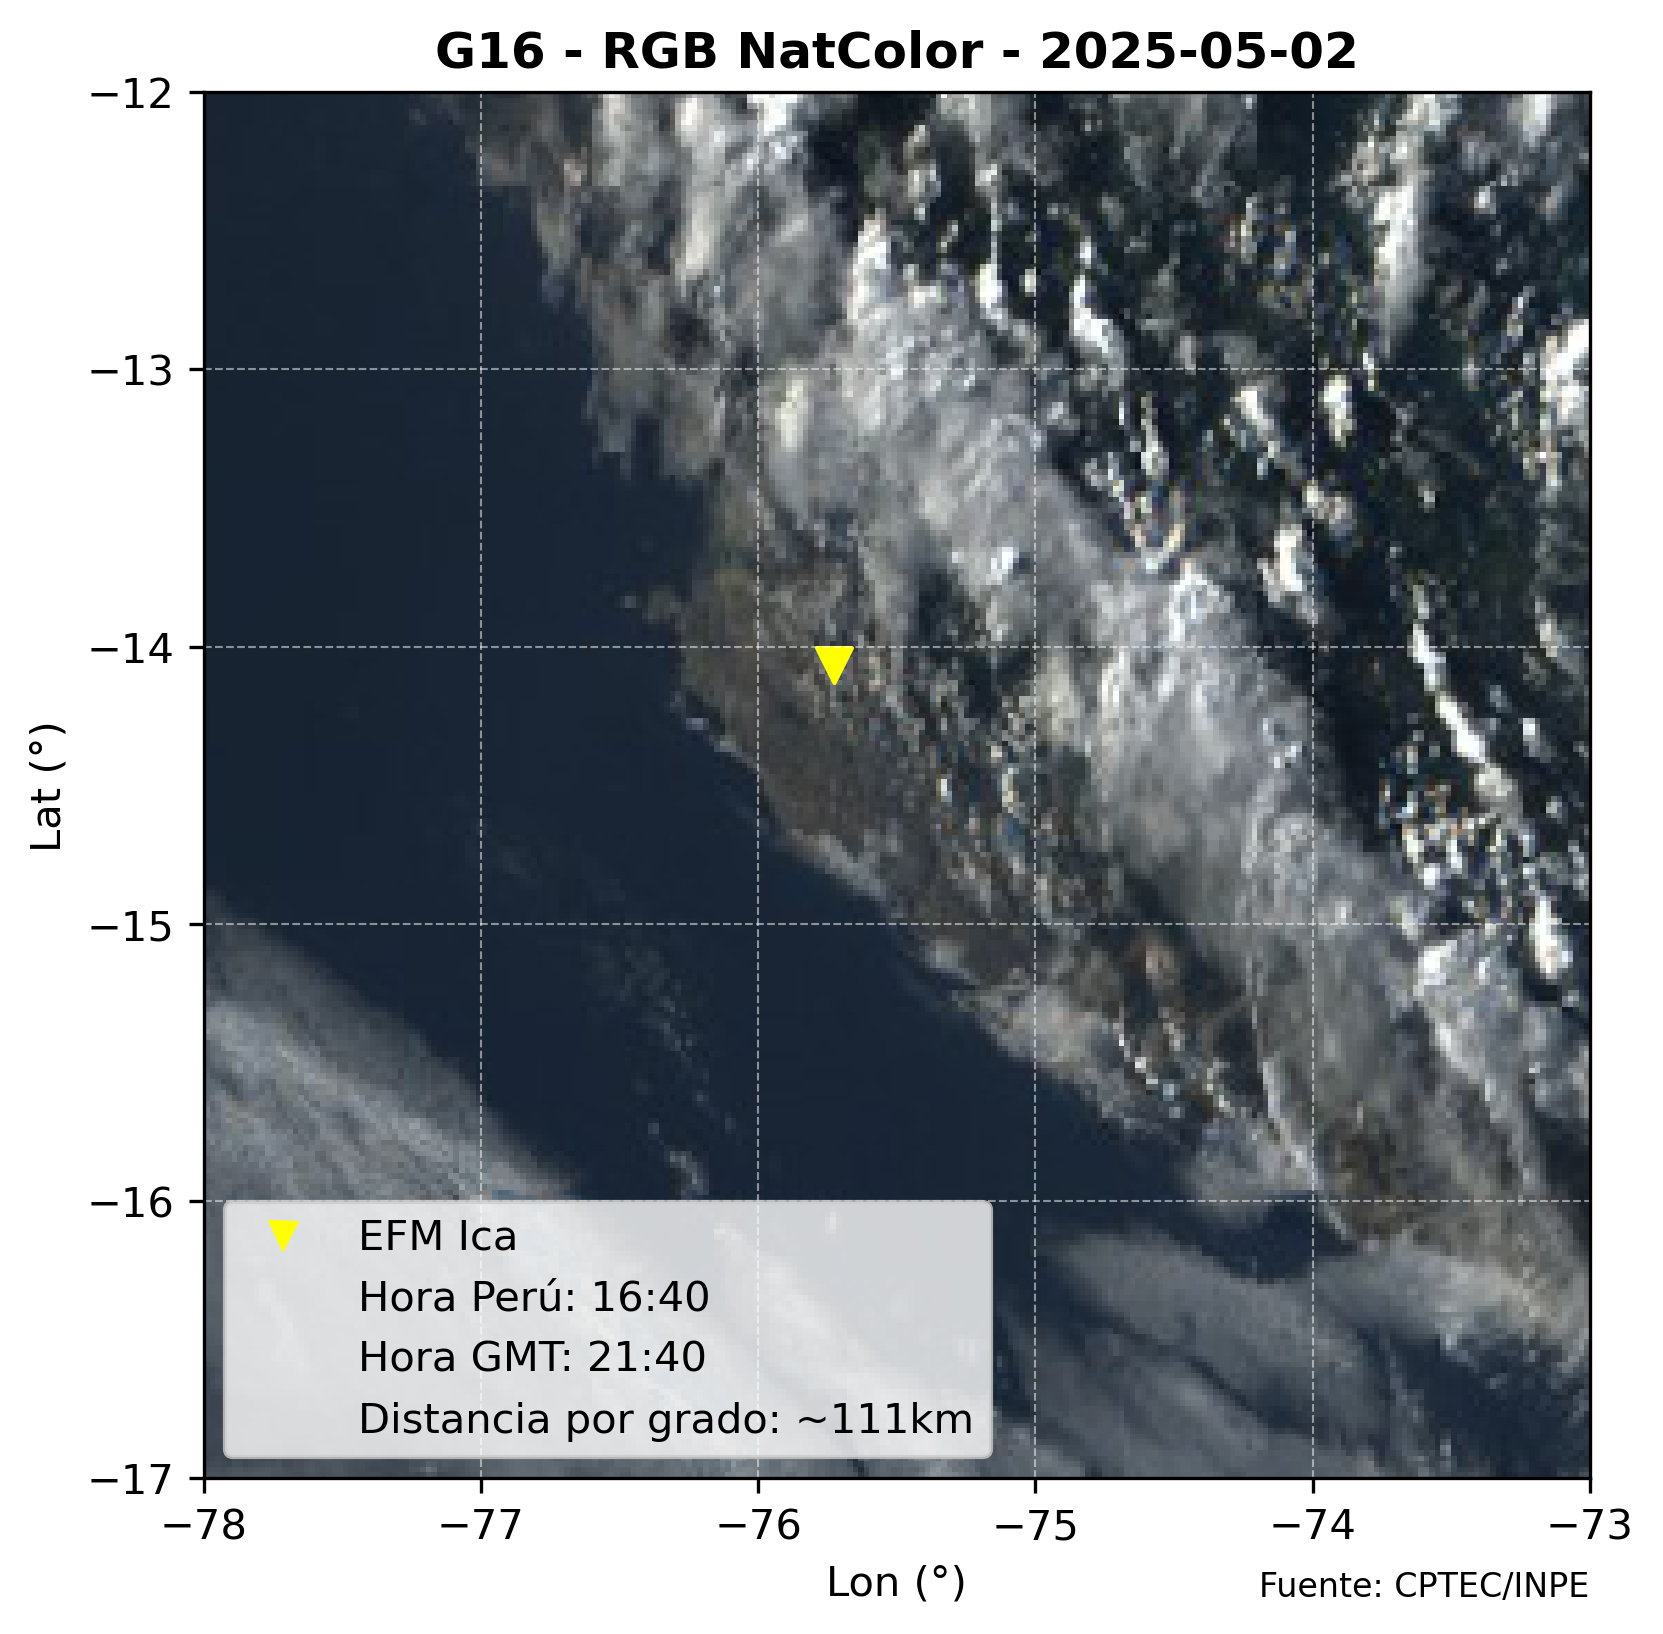 G16 - RGB NatColor - 2025-05-02
−12
−13
−14
−15
−16
−17
Lat (°)
EFM Ica
Hora Perú: 16:40
Hora GMT: 21:40
Distancia por grado: ~111km
−78 −77 −76 −75 −74 −73
Lon (°)
Fuente: CPTEC/INPE